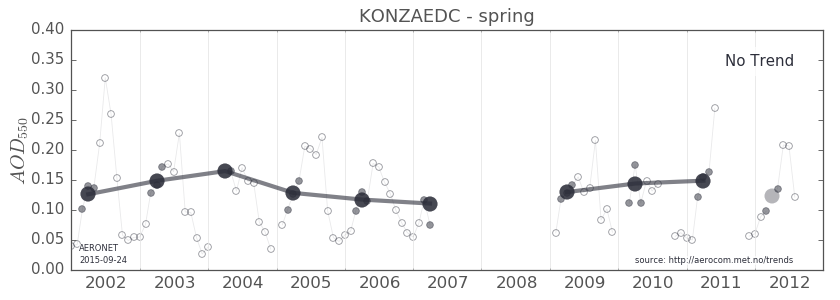 KONZAEDC - spring
0.40
0.35
0.30
0.25
0.20
0.15
0.10
0.05
0.00
AOD550
No Trend
AERONET
2015-09-24
source: http://aerocom.met.no/trends
2002 2003 2004 2005 2006 2007 2008 2009 2010 2011 2012